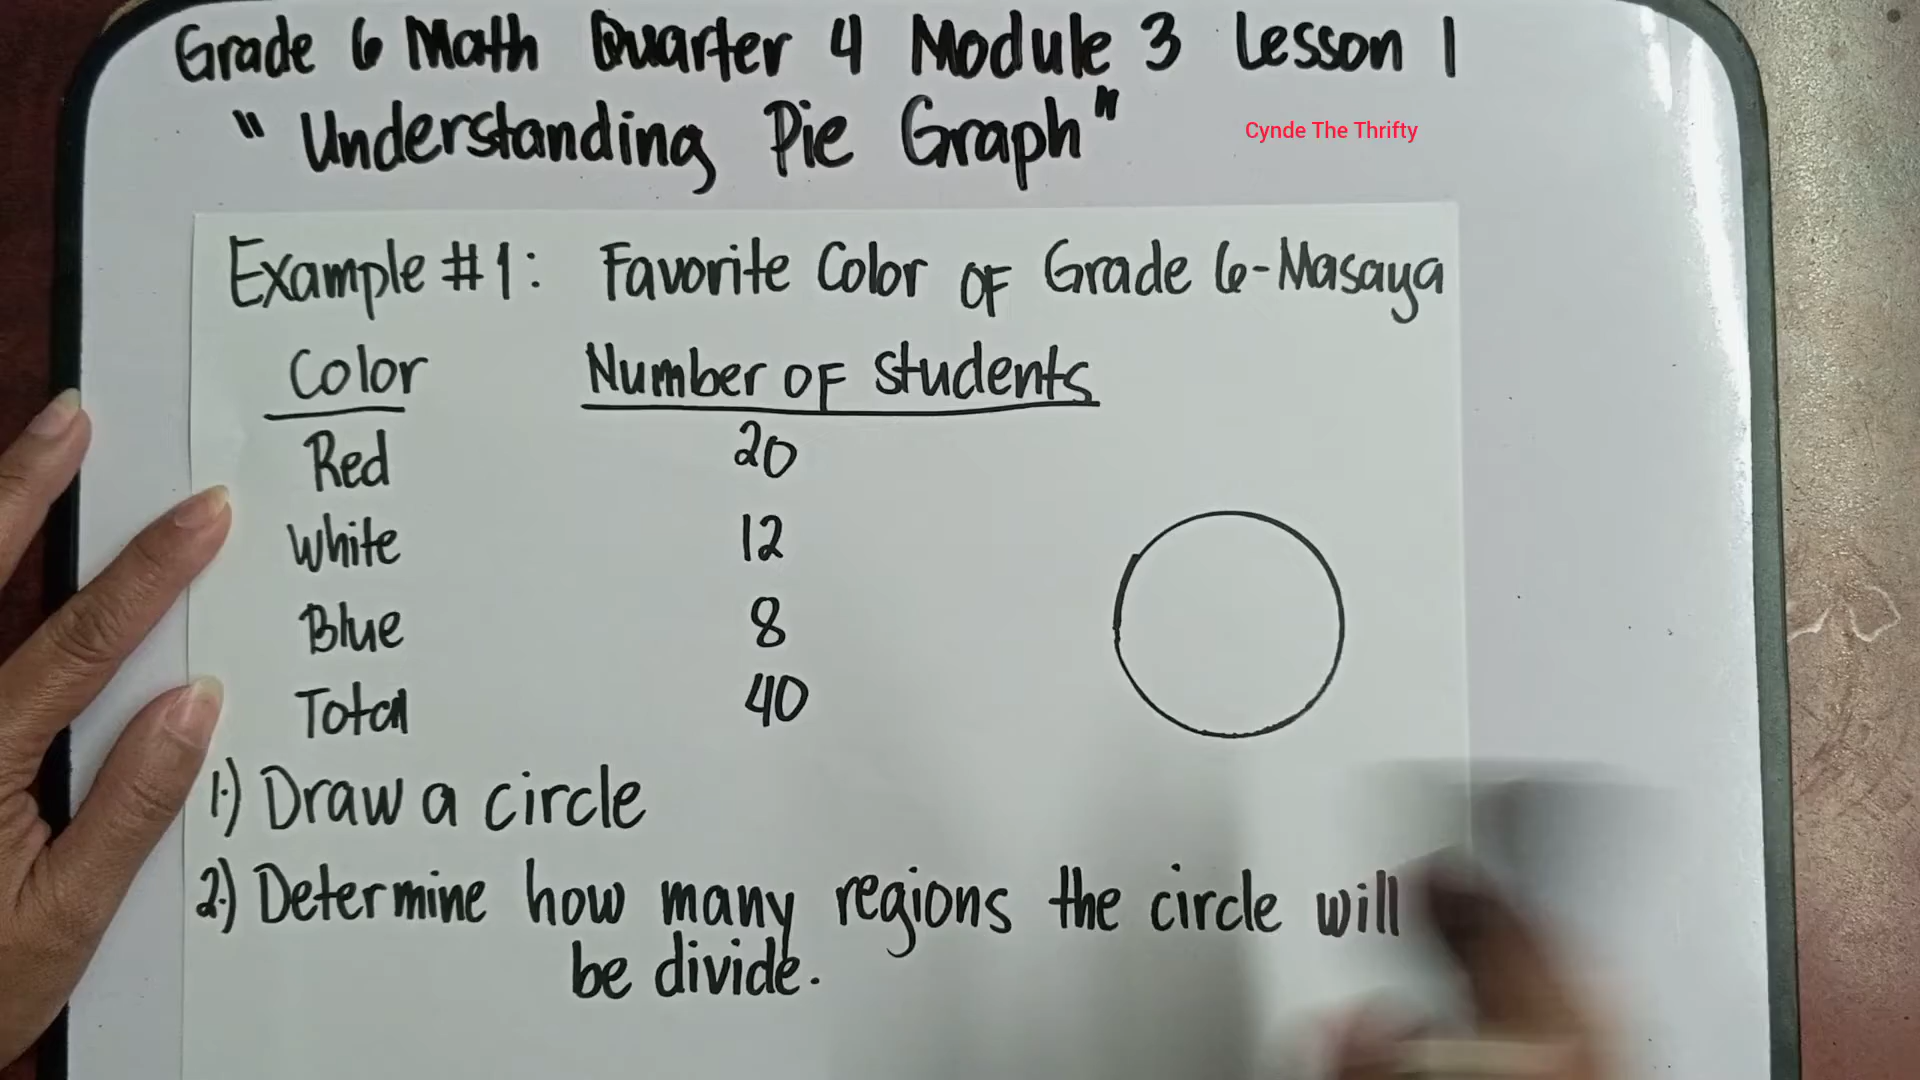 Grade 6 Math Quarter 4 Module 3 Lesson 1
"Understanding Pie Graph"
Cynde The Thrifty
Example #1: Favorite Color OF Grade 6-Masaya
Color Number OF students
Red 20
White 12
Blue 8
Total 40
1.) Draw a circle
2.) Determine how many regions the circle will
be divide.